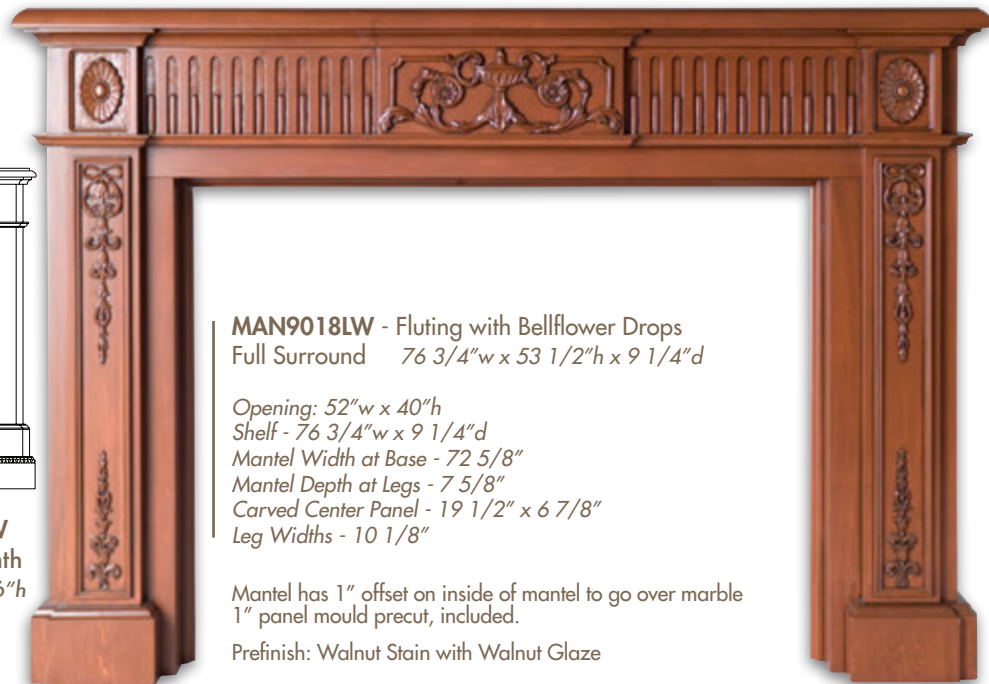 MAN9018LW - Fluting with Bellflower Drops
Full Surround 76 3/4”w x 53 1/2”h x 9 1/4”d
Opening: 52”w x 40”h
Shelf - 76 3/4”w x 9 1/4”d
Mantel Width at Base - 72 5/8”
Mantel Depth at Legs - 7 5/8”
Carved Center Panel - 19 1/2” x 6 7/8”
Leg Widths - 10 1/8”
Mantel has 1” offset on inside of mantel to go over marble
1” panel mould precut, included.
Prefinish: Walnut Stain with Walnut Glaze